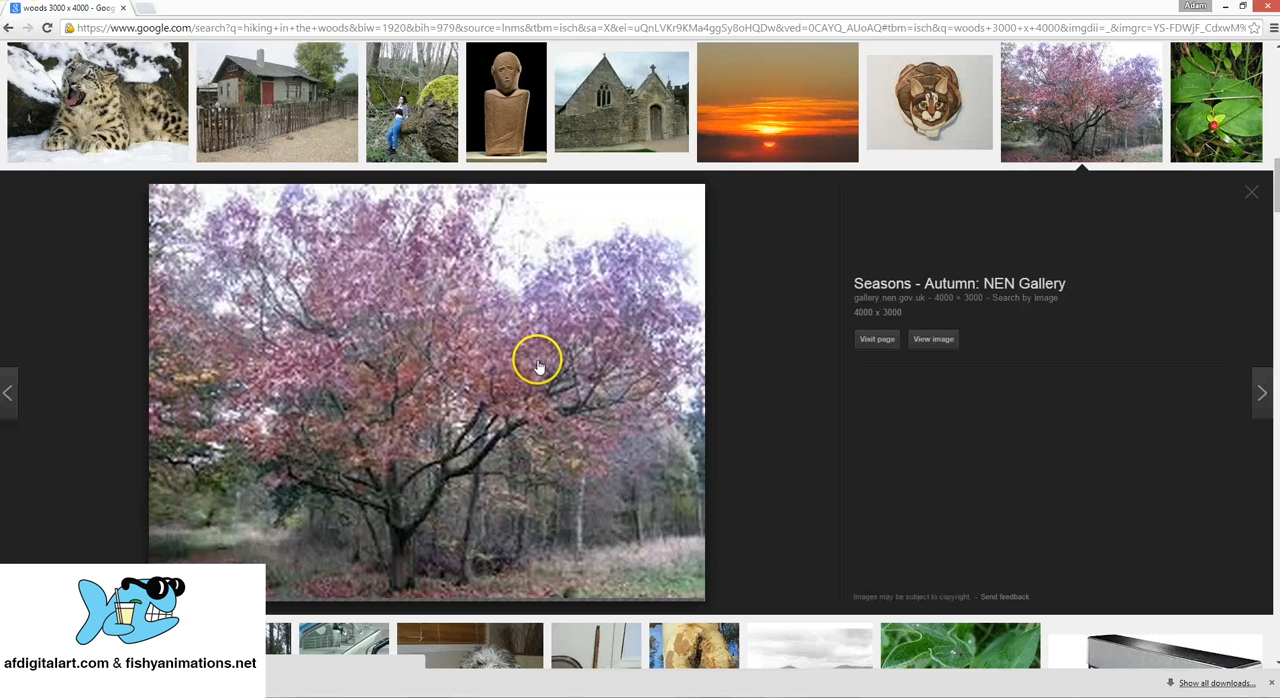 woods 3000 x 4000 - Goog
Adam
https://www.google.com/search?q=hiking+in+the+woods&biw=1920&bih=979&source=lnms&tbm=isch&sa=X&ei=uQnLVKr9KMa4ggSy8oHQDw&ved=0CAYQ_AUoAQ#tbm=isch&q=woods+3000+x+4000&imgdii=_&imgrc=YS-FDWjF_CdxwM%
Seasons - Autumn: NEN Gallery
gallery.nen.gov.uk - 4000 × 3000 - Search by image
4000 x 3000
Visit page
View image
Images may be subject to copyright. - Send feedback
afdigitalart.com & fishyanimations.net
Show all downloads...